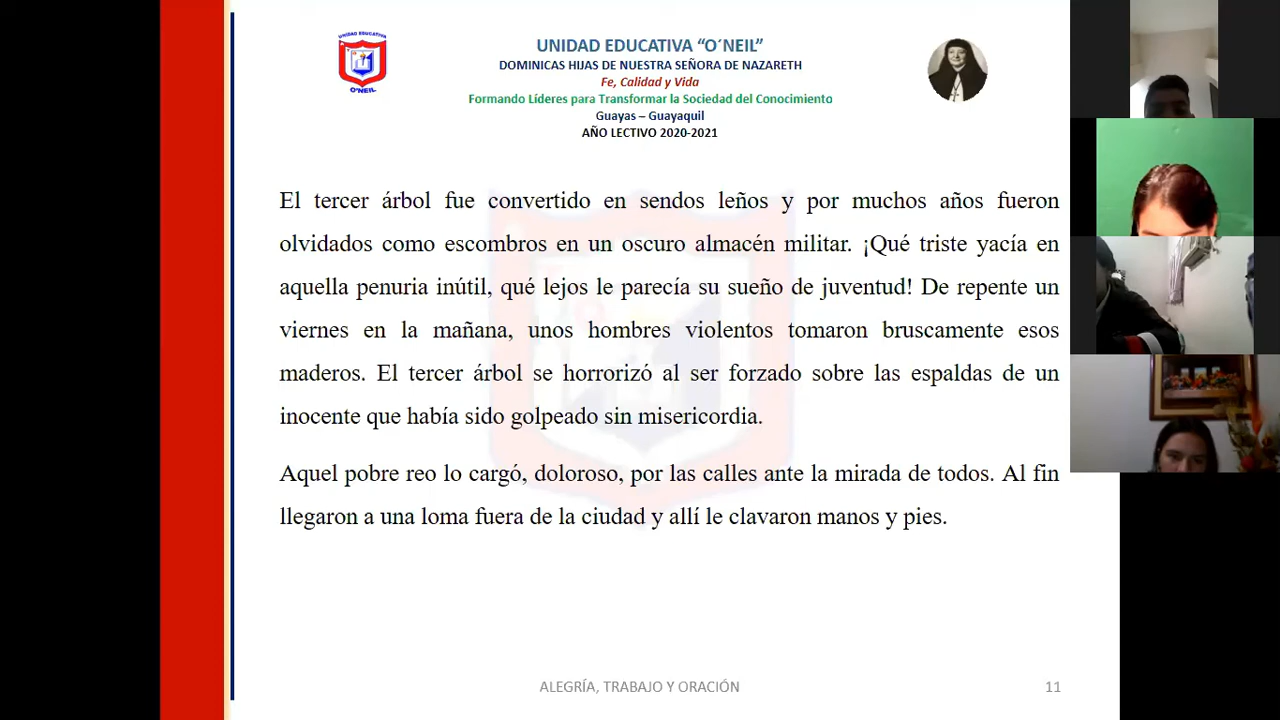 UNIDAD EDUCATIVA
O'NEIL
UNIDAD EDUCATIVA “O´NEIL”
DOMINICAS HIJAS DE NUESTRA SEÑORA DE NAZARETH
Fe, Calidad y Vida
Formando Líderes para Transformar la Sociedad del Conocimiento
Guayas – Guayaquil
AÑO LECTIVO 2020-2021
El tercer árbol fue convertido en sendos leños y por muchos años fueron
olvidados como escombros en un oscuro almacén militar. ¡Qué triste yacía en
aquella penuria inútil, qué lejos le parecía su sueño de juventud! De repente un
viernes en la mañana, unos hombres violentos tomaron bruscamente esos
maderos. El tercer árbol se horrorizó al ser forzado sobre las espaldas de un
inocente que había sido golpeado sin misericordia.
Aquel pobre reo lo cargó, doloroso, por las calles ante la mirada de todos. Al fin
llegaron a una loma fuera de la ciudad y allí le clavaron manos y pies.
ALEGRÍA, TRABAJO Y ORACIÓN
11